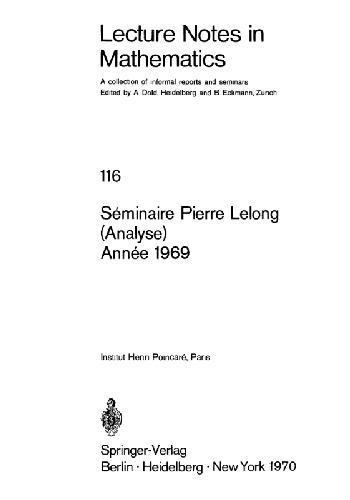 Lecture Notes in
Mathematics
A collection of informal reports and seminars
Edited by A. Dold, Heidelberg and B. Eckmann, Zürich
116
Séminaire Pierre Lelong
(Analyse)
Année 1969
Institut Henri Poincaré, Paris
Springer-Verlag
Berlin · Heidelberg · New York 1970